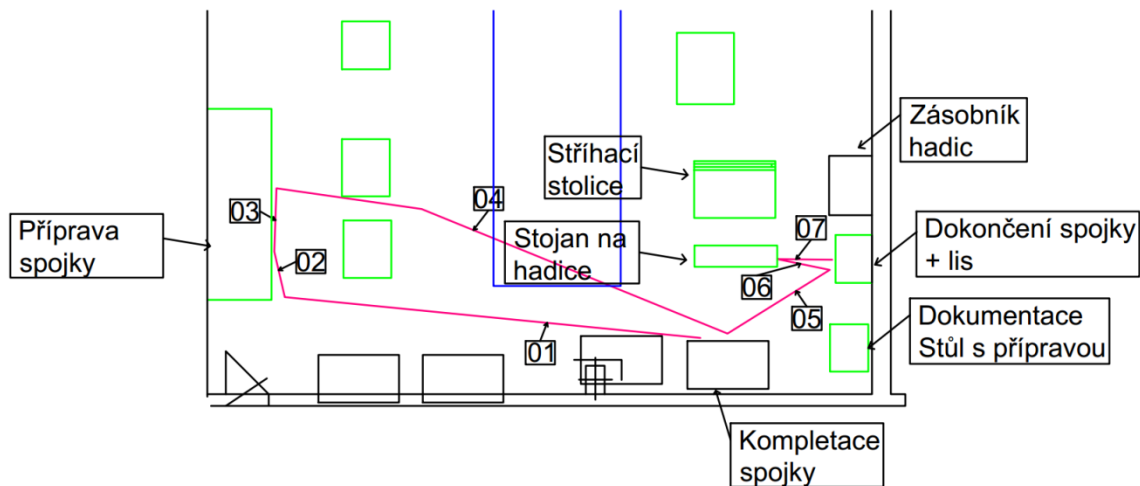 Zásobník
hadic
Stříhací
stolice
04
03
Příprava
spojky
Stojan na
hadice
07
Dokončení spojky
+ lis
02
06
05
Dokumentace
Stůl s přípravou
01
Kompletace
spojky